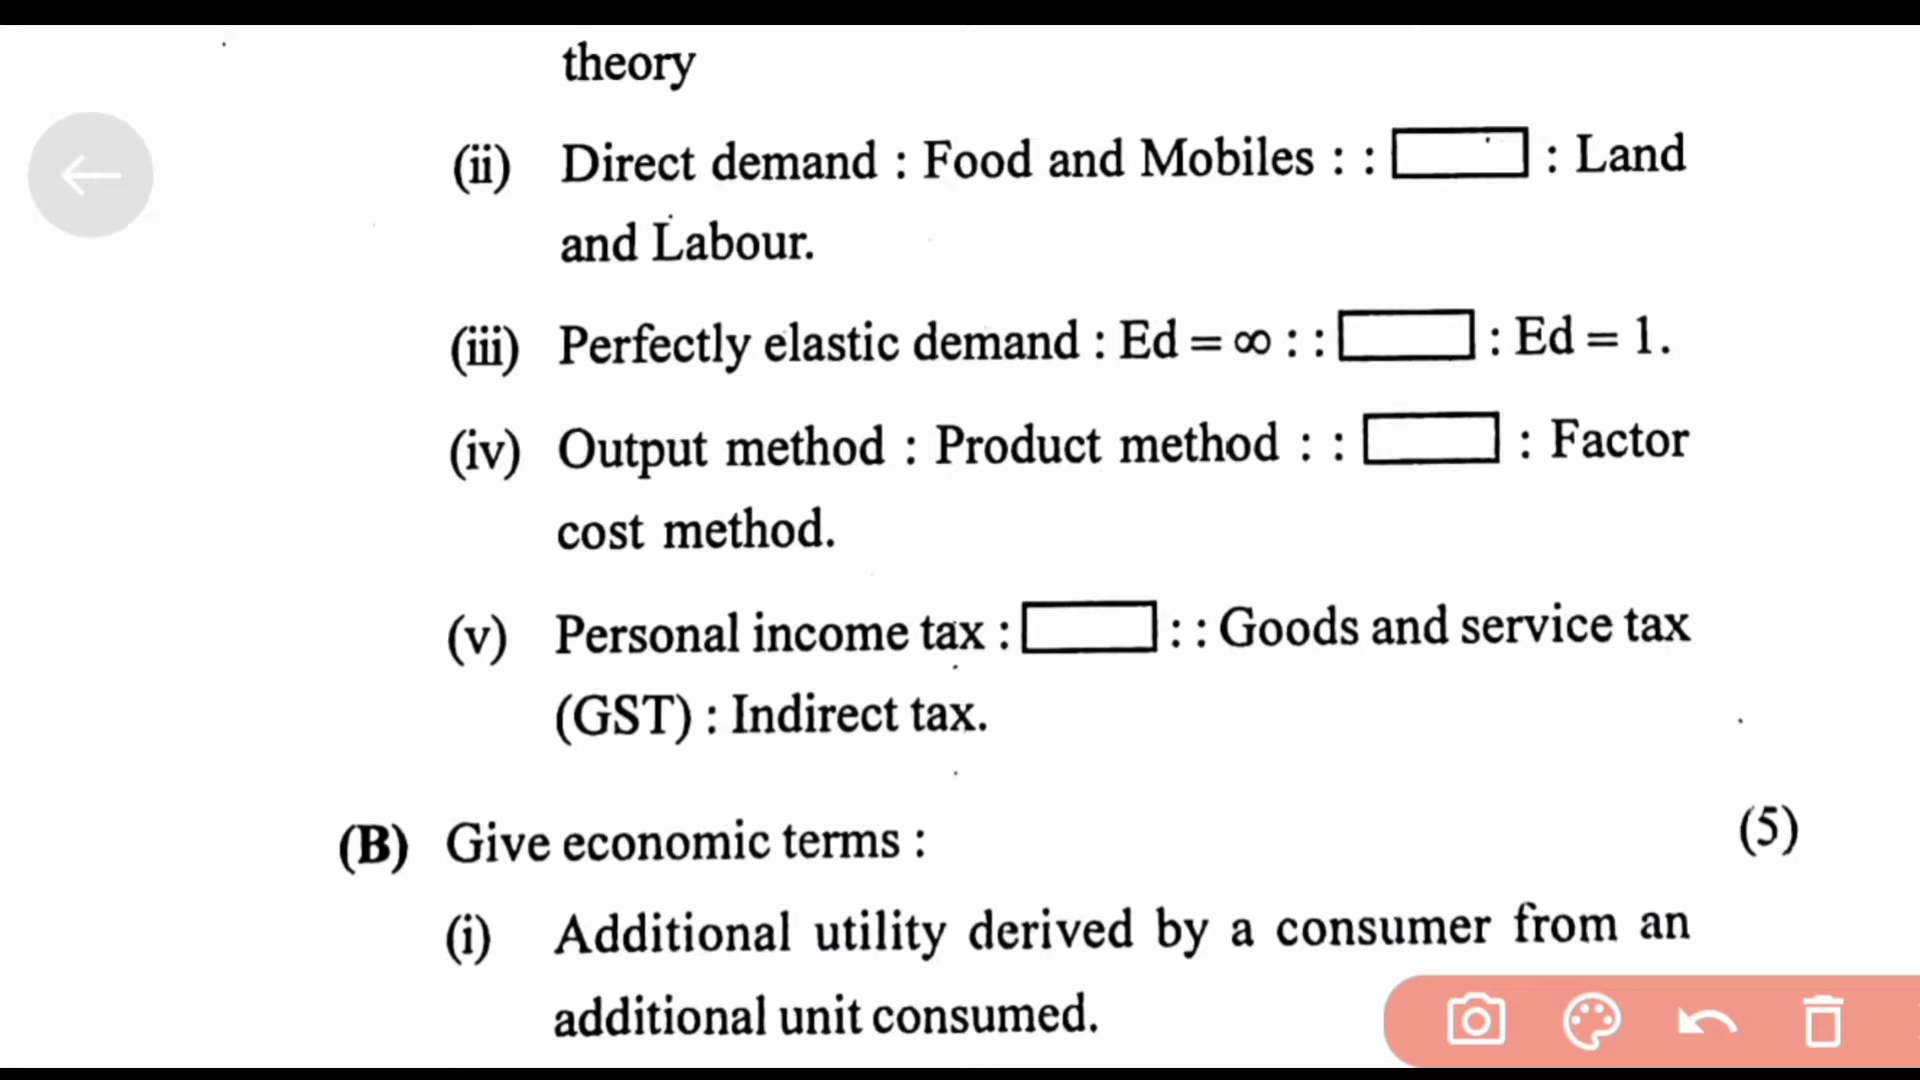 theory
(ii) Direct demand : Food and Mobiles : : : Land
and Labour.
(iii) Perfectly elastic demand : Ed = ∞ : : : Ed = 1.
(iv) Output method : Product method : : : Factor
cost method.
(v) Personal income tax : : : Goods and service tax
(GST) : Indirect tax.
(B) Give economic terms : (5)
(i) Additional utility derived by a consumer from an
additional unit consumed.